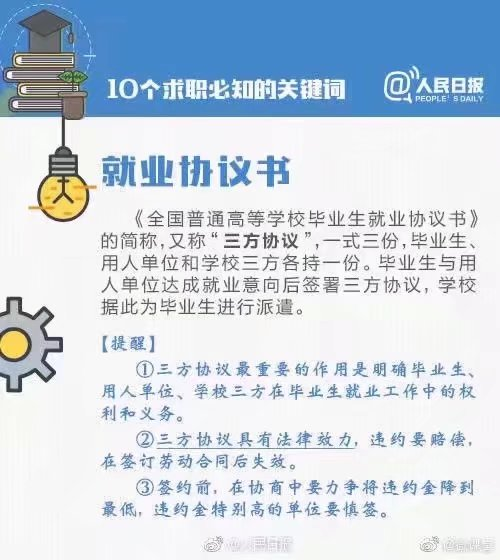 10个求职必知的关键词
@人民日报
PEOPLE'S DAILY
就业协议书
《全国普通高等学校毕业生就业协议书》
的简称，又称“三方协议”，一式三份，毕业生、
用人单位和学校三方各持一份。毕业生与用
人单位达成就业意向后签署三方协议，学校
据此为毕业生进行派遣。
【提醒】
①三方协议最重要的作用是明确毕业生、
用人单位、学校三方在毕业生就业工作中的权
利和义务。
②三方协议具有法律效力，违约要赔偿，
在签订劳动合同后失效。
③签约前，在协商中要力争将违约金降到
最低，违约金特别高的单位要慎签。
@人民日报